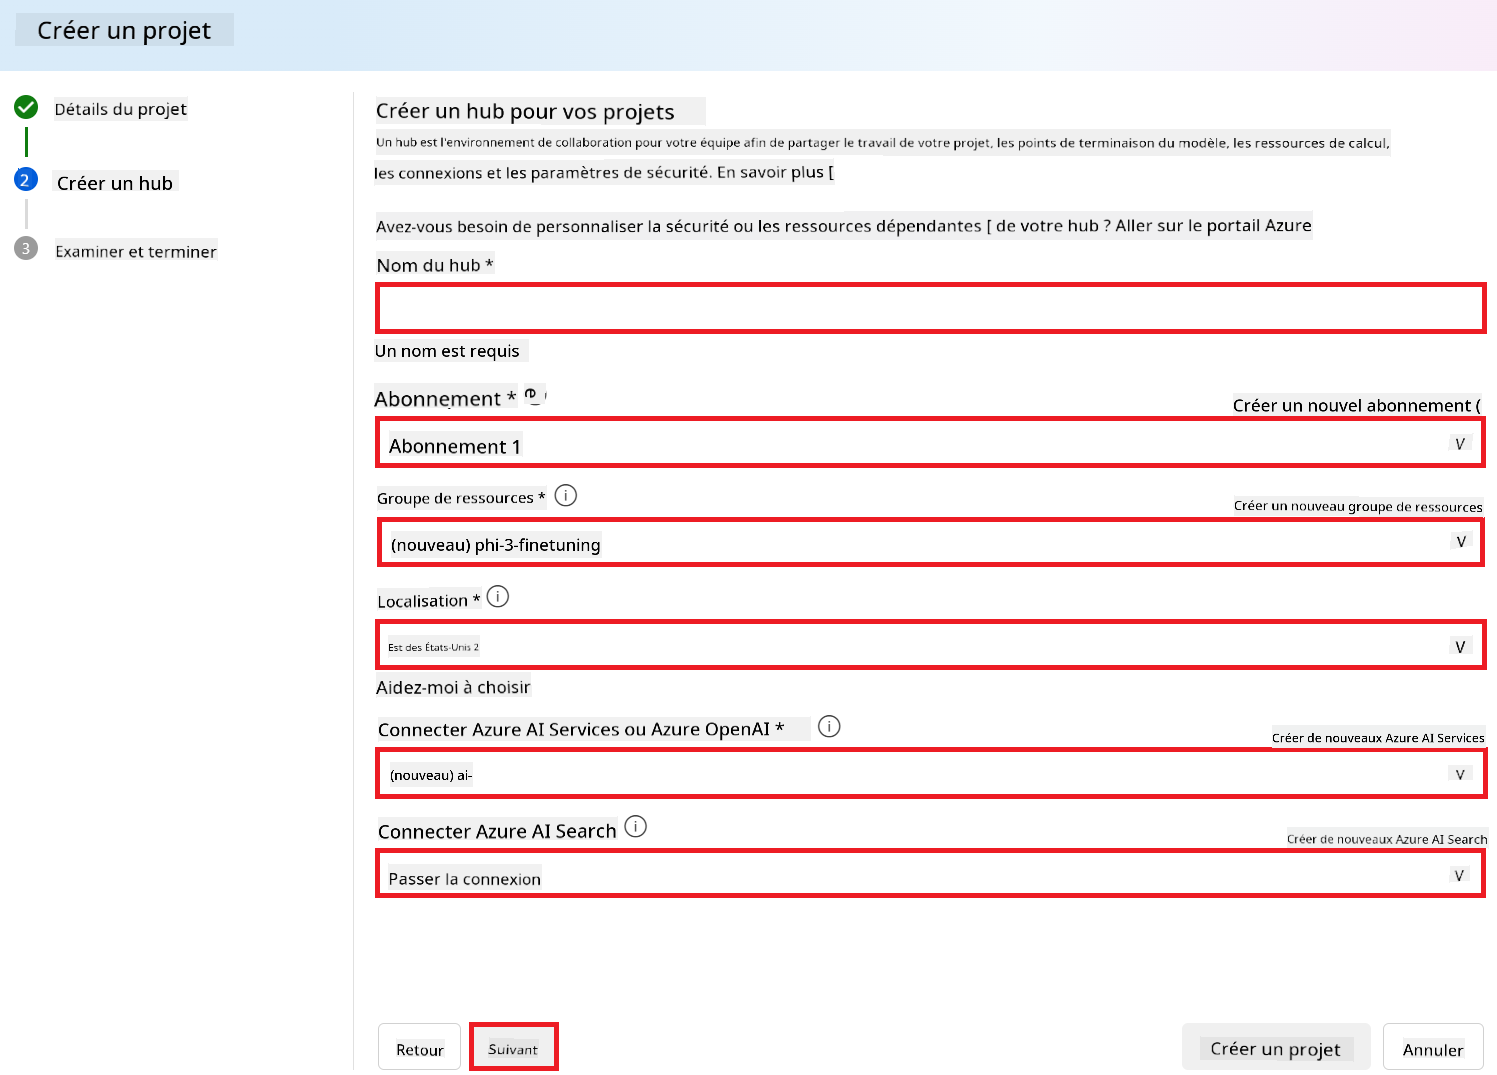 Créer un projet
Détails du projet
2
Créer un hub
3
Examiner et terminer
Créer un hub pour vos projets
Un hub est l'environnement de collaboration pour votre équipe afin de partager le travail de votre projet, les points de terminaison du modèle, les ressources de calcul,
les connexions et les paramètres de sécurité. En savoir plus [
Avez-vous besoin de personnaliser la sécurité ou les ressources dépendantes [ de votre hub ? Aller sur le portail Azure
Nom du hub *
Un nom est requis
Abonnement *
Créer un nouvel abonnement (
Abonnement 1
V
Groupe de ressources *
Créer un nouveau groupe de ressources
(nouveau) phi-3-finetuning
V
Localisation *
Est des États-Unis 2
V
Aidez-moi à choisir
Connecter Azure AI Services ou Azure OpenAI *
Créer de nouveaux Azure AI Services
(nouveau) ai-
V
Connecter Azure AI Search
Créer de nouveaux Azure AI Search
Passer la connexion
V
Retour
Suivant
Créer un projet
Annuler